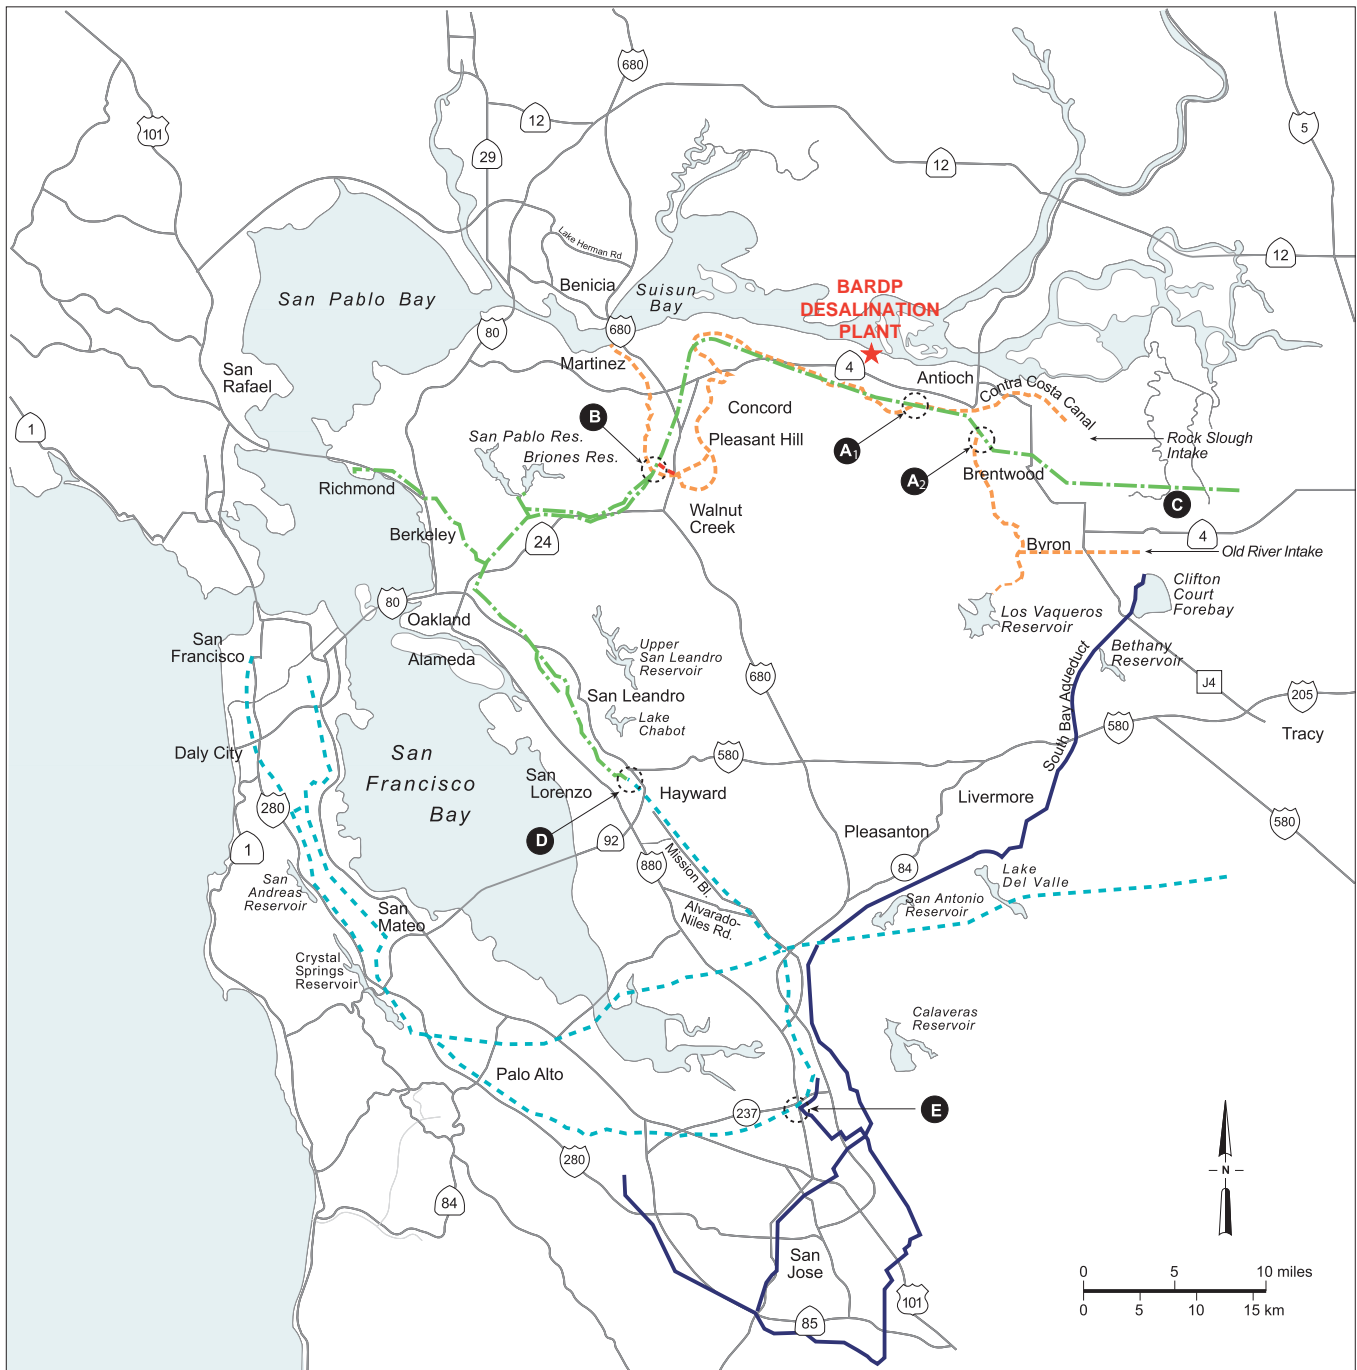 680
101
12
5
29
12
Lake Herman Rd
12
Benicia
Suisun
Bay
San Pablo Bay
BARDP
DESALINATION
PLANT
80
680
Martinez
4
San
Rafael
Antioch
Contra Costa Canal
Concord
1
B
San Pablo Res.
Pleasant Hill
Rock Slough
Intake
A1
Briones Res.
A2
Brentwood
Richmond
C
Walnut
Creek
Berkeley
24
4
Byron
Old River Intake
Clifton
Court
Forebay
80
Oakland
Los Vaqueros
Reservoir
San
Francisco
Alameda
Upper
San Leandro
Reservoir
Bethany
Reservoir
680
South Bay Aqueduct
J4
205
San Leandro
Lake
Chabot
580
Tracy
Daly City
San
Francisco
Bay
580
San
Lorenzo
Hayward
Livermore
280
580
Pleasanton
D
92
1
Mission Bl.
880
84
San
Andreas
Reservoir
Lake
Del Valle
San Antonio
Reservoir
San
Mateo
Alvarado-
Niles Rd.
Crystal
Springs
Reservoir
Calaveras
Reservoir
Palo Alto
237
E
280
N
84
San
Jose
0 5 10 miles
101
0 5 10 15 km
85